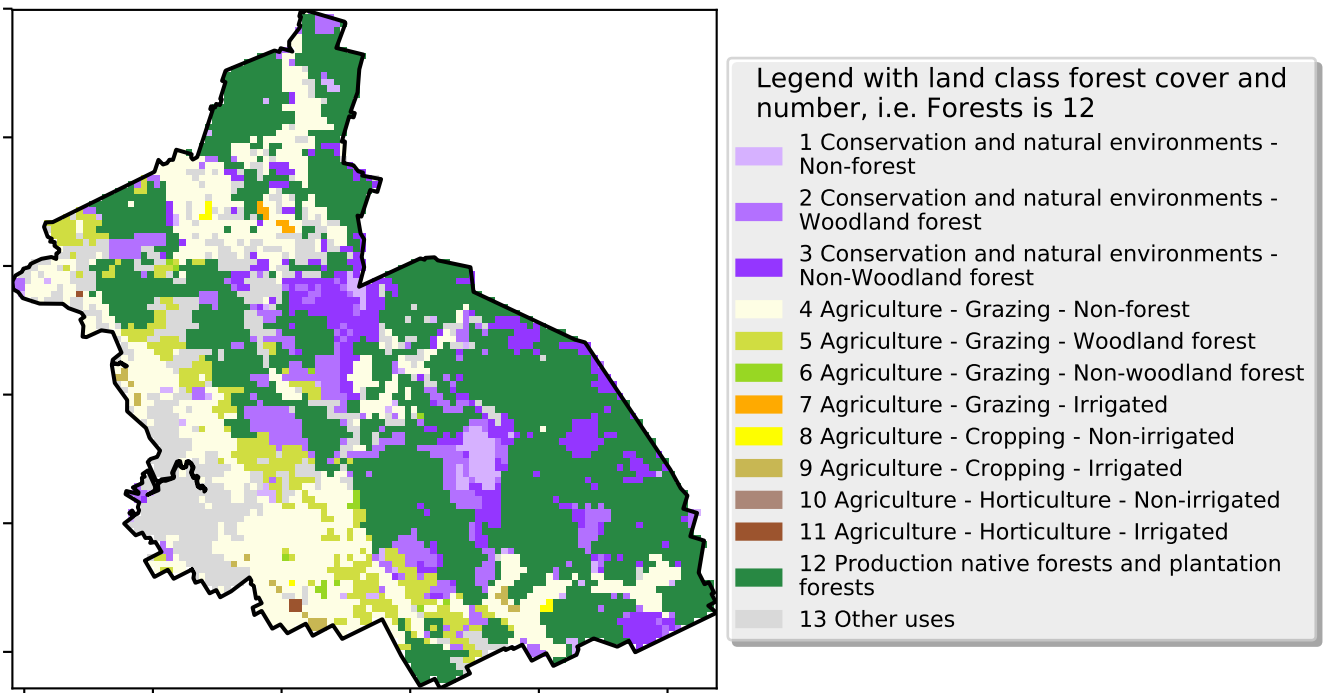 Legend with land class forest cover and
number, i.e. Forests is 12
1 Conservation and natural environments -
Non-forest
2 Conservation and natural environments -
Woodland forest
3 Conservation and natural environments -
Non-Woodland forest
4 Agriculture - Grazing - Non-forest
5 Agriculture - Grazing - Woodland forest
6 Agriculture - Grazing - Non-woodland forest
7 Agriculture - Grazing - Irrigated
8 Agriculture - Cropping - Non-irrigated
9 Agriculture - Cropping - Irrigated
10 Agriculture - Horticulture - Non-irrigated
11 Agriculture - Horticulture - Irrigated
12 Production native forests and plantation
forests
13 Other uses